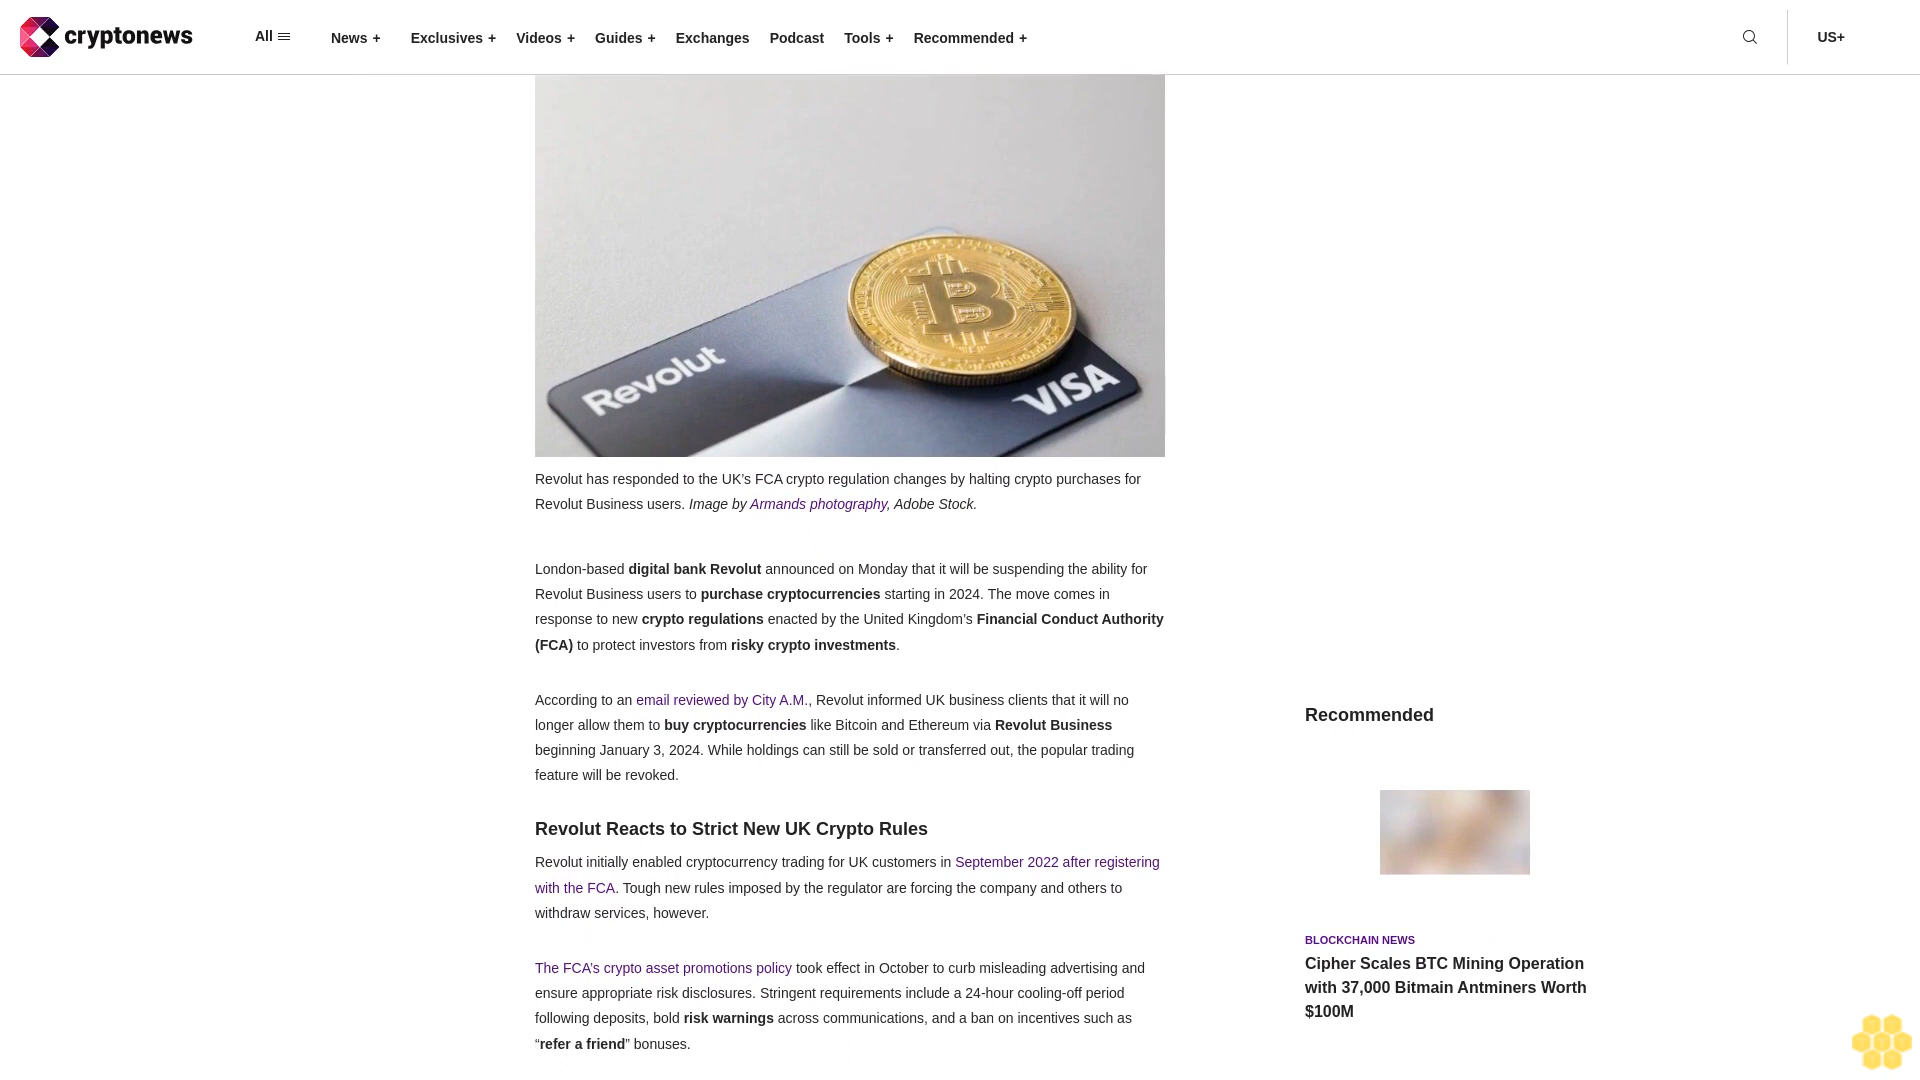 cryptonews
All
News +
Exclusives +
Videos +
Guides +
Exchanges
Podcast
Tools +
Recommended +
US+
Revolut
VISA
Revolut has responded to the UK’s FCA crypto regulation changes by halting crypto purchases for
Revolut Business users. Image by Armands photography, Adobe Stock.
London-based digital bank Revolut announced on Monday that it will be suspending the ability for
Revolut Business users to purchase cryptocurrencies starting in 2024. The move comes in
response to new crypto regulations enacted by the United Kingdom’s Financial Conduct Authority
(FCA) to protect investors from risky crypto investments.
According to an email reviewed by City A.M., Revolut informed UK business clients that it will no
longer allow them to buy cryptocurrencies like Bitcoin and Ethereum via Revolut Business
beginning January 3, 2024. While holdings can still be sold or transferred out, the popular trading
feature will be revoked.
Revolut Reacts to Strict New UK Crypto Rules
Revolut initially enabled cryptocurrency trading for UK customers in September 2022 after registering
with the FCA. Tough new rules imposed by the regulator are forcing the company and others to
withdraw services, however.
The FCA’s crypto asset promotions policy took effect in October to curb misleading advertising and
ensure appropriate risk disclosures. Stringent requirements include a 24-hour cooling-off period
following deposits, bold risk warnings across communications, and a ban on incentives such as
“refer a friend” bonuses.
Recommended
BLOCKCHAIN NEWS
Cipher Scales BTC Mining Operation
with 37,000 Bitmain Antminers Worth
$100M